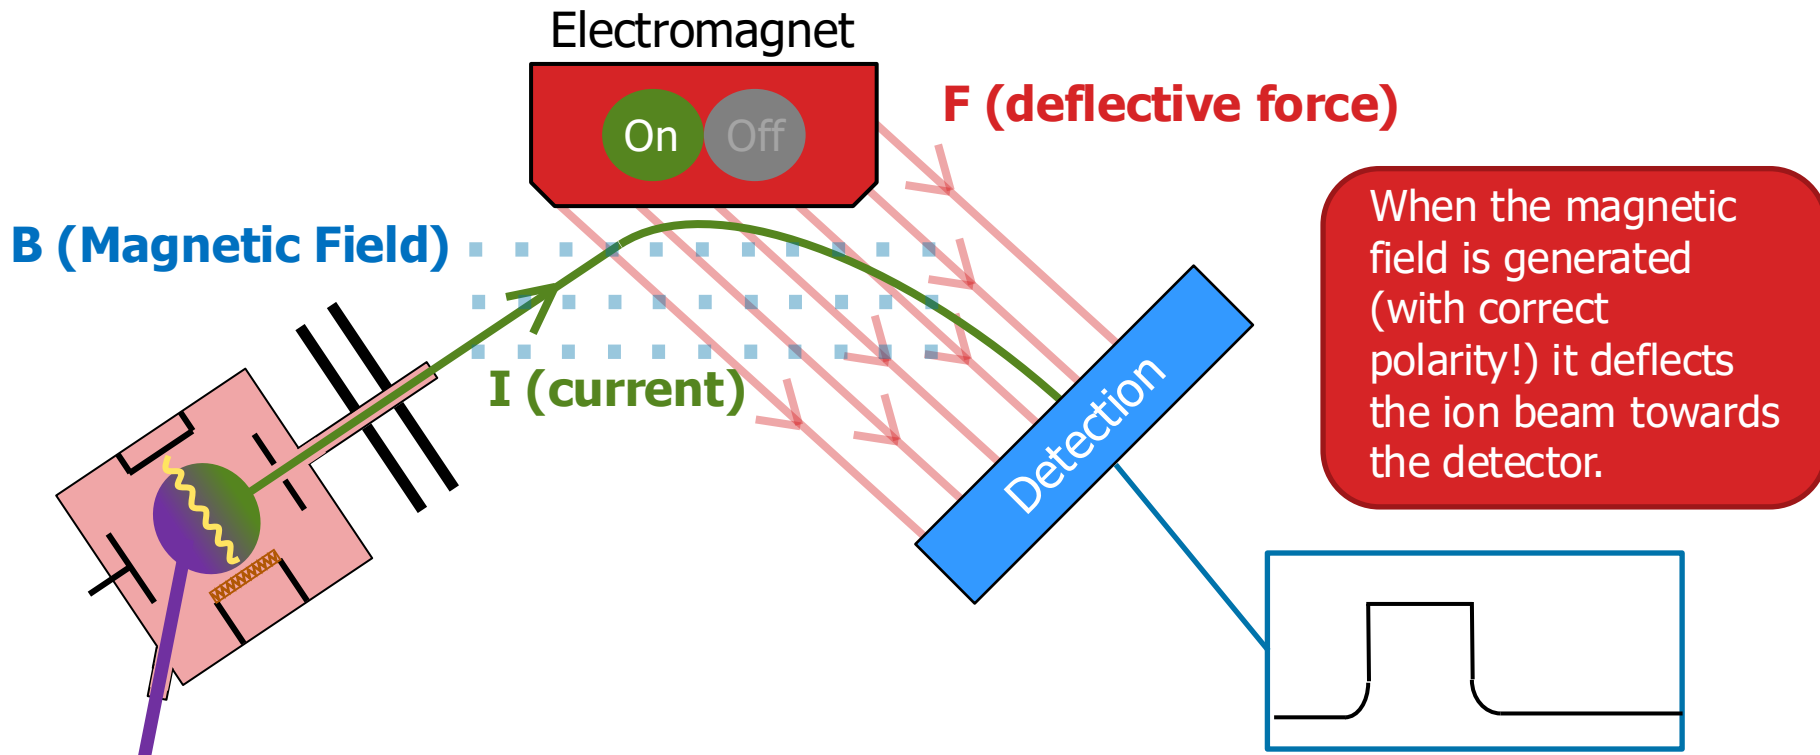 Electromagnet
On Off
F (deflective force)
B (Magnetic Field)
I (current)
Detection
When the magnetic
field is generated
(with correct
polarity!) it deflects
the ion beam towards
the detector.